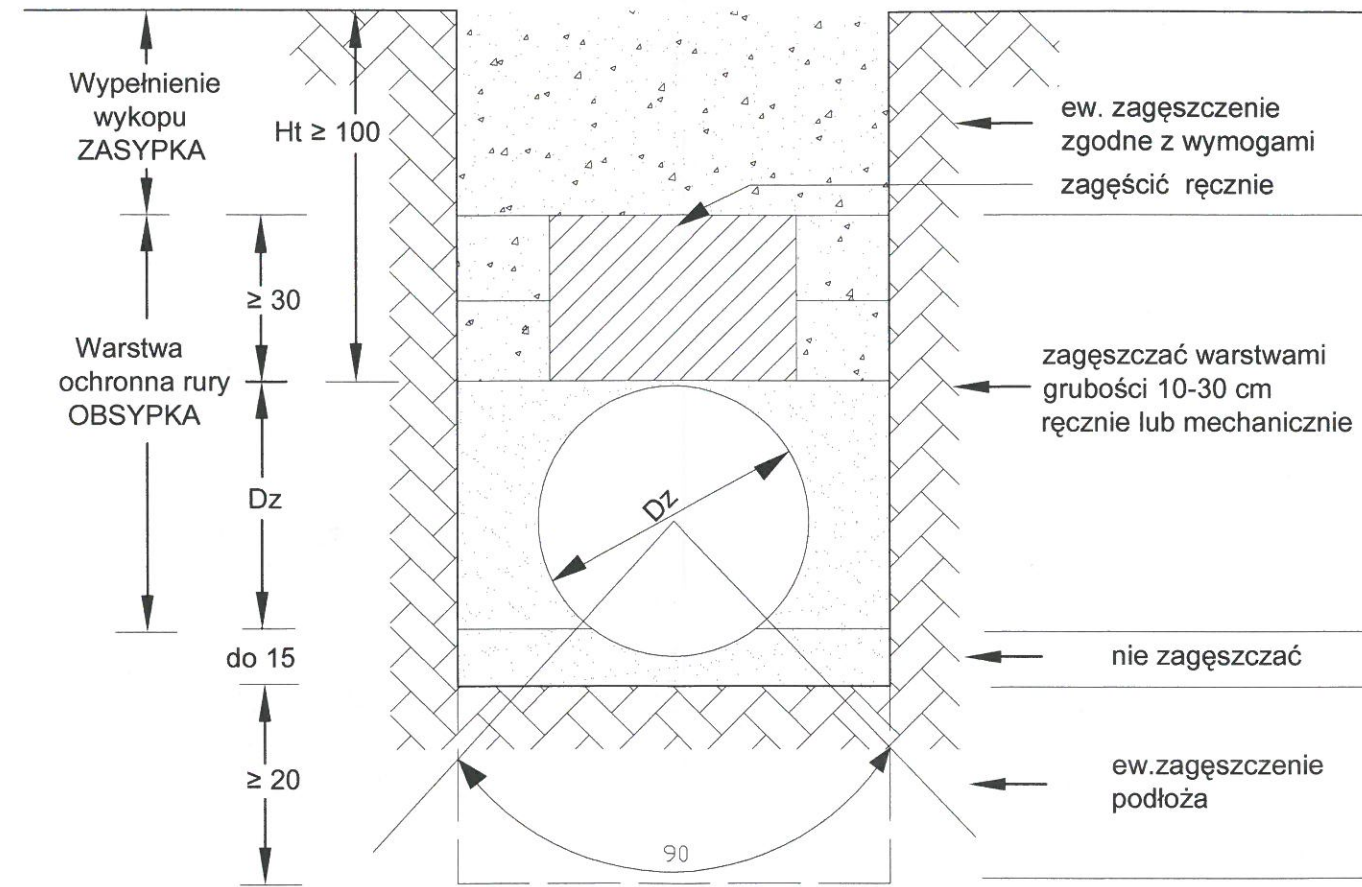 Wypełnienie
wykopu
ZASYPKA
Ht ≥ 100
ew. zagęszczenie
zgodne z wymogami
zagęścić ręcznie
≥ 30
Warstwa
ochronna rury
OBSYPKA
zagęszczać warstwami
grubości 10-30 cm
ręcznie lub mechanicznie
Dz
Dz
do 15
nie zagęszczać
≥ 20
ew.zagęszczenie
podłoża
90